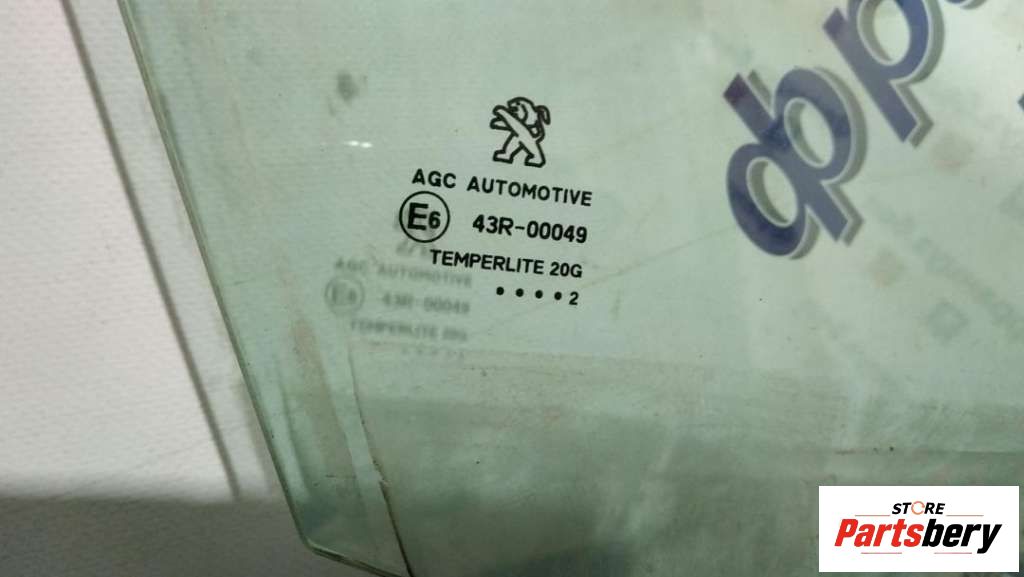 AGC AUTOMOTIVE
E6 43R-00049
TEMPERLITE 20G
• • • • 2
STORE
Partsbery